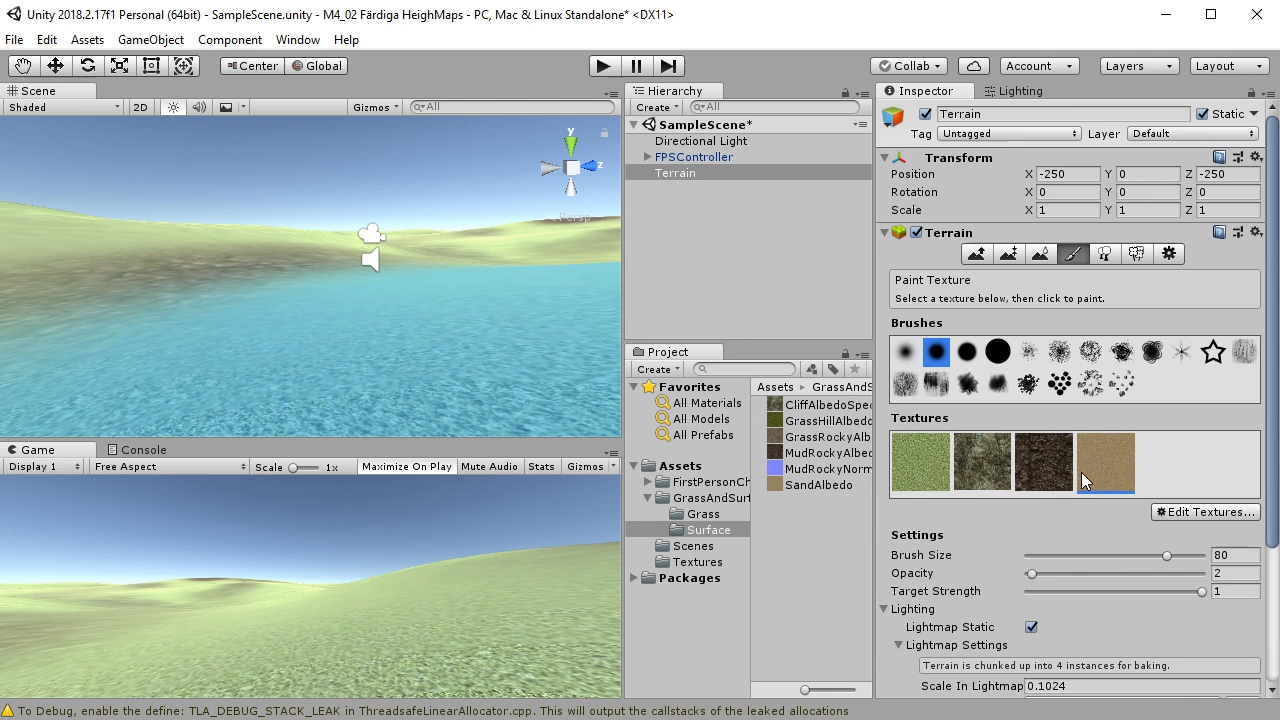 Unity 2018.2.17f1 Personal (64bit) - SampleScene.unity - M4_02 Färdiga HeighMaps - PC, Mac & Linux Standalone* <DX11>
File Edit Assets GameObject Component Window Help
Center Global Collab Account Layers Layout
Scene
Shaded 2D Gizmos All
y
z
Persp
Game Console
Display 1 Free Aspect Scale 1x Maximize On Play Mute Audio Stats Gizmos
Hierarchy
Create All
SampleScene*
Directional Light
FPSController
Terrain
Project
Create
Favorites
All Materials
All Models
All Prefabs
Assets
FirstPersonCh
GrassAndSurf
Grass
Surface
Scenes
Textures
Packages
Assets GrassAndS
CliffAlbedoSpec
GrassHillAlbedo
GrassRockyAlb
MudRockyAlbed
MudRockyNorm
SandAlbedo
Inspector Lighting
Terrain Static
Tag Untagged Layer Default
Transform
Position X -250 Y 0 Z -250
Rotation X 0 Y 0 Z 0
Scale X 1 Y 1 Z 1
Terrain
Paint Texture
Select a texture below, then click to paint.
Brushes
Textures
Edit Textures...
Settings
Brush Size 80
Opacity 2
Target Strength 1
Lighting
Lightmap Static
Lightmap Settings
Terrain is chunked up into 4 instances for baking.
Scale In Lightmap 0.1024
To Debug, enable the define: TLA_DEBUG_STACK_LEAK in ThreadsafeLinearAllocator.cpp. This will output the callstacks of the leaked allocations